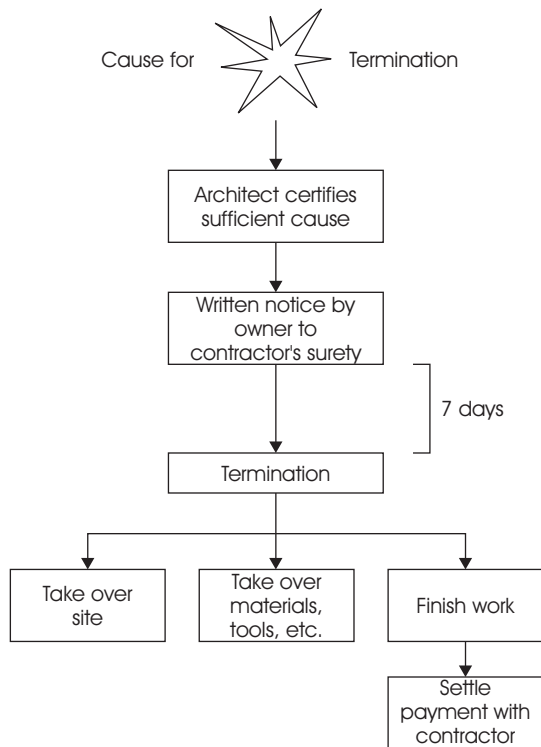 Cause for
Termination
Architect certifies
sufficient cause
Written notice by
owner to
contractor's surety
7 days
Termination
Take over
site
Take over
materials,
tools, etc.
Finish work
Settle
payment with
contractor